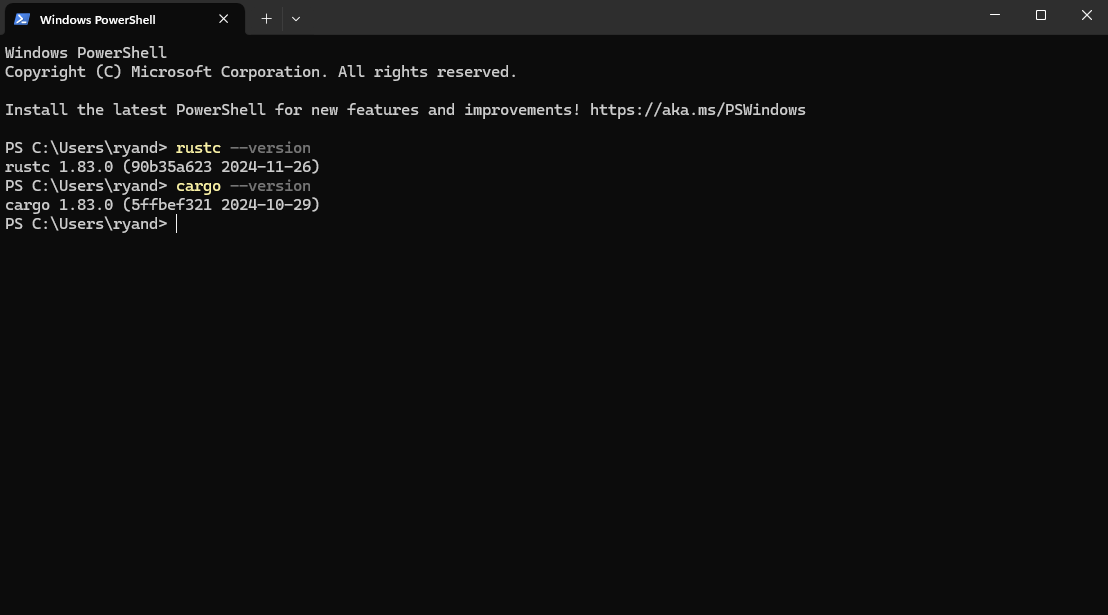 Windows PowerShell
Windows PowerShell
Copyright (C) Microsoft Corporation. All rights reserved.
Install the latest PowerShell for new features and improvements! https://aka.ms/PSWindows
PS C:\Users\ryand> rustc --version
rustc 1.83.0 (90b35a623 2024-11-26)
PS C:\Users\ryand> cargo --version
cargo 1.83.0 (5ffbef321 2024-10-29)
PS C:\Users\ryand>